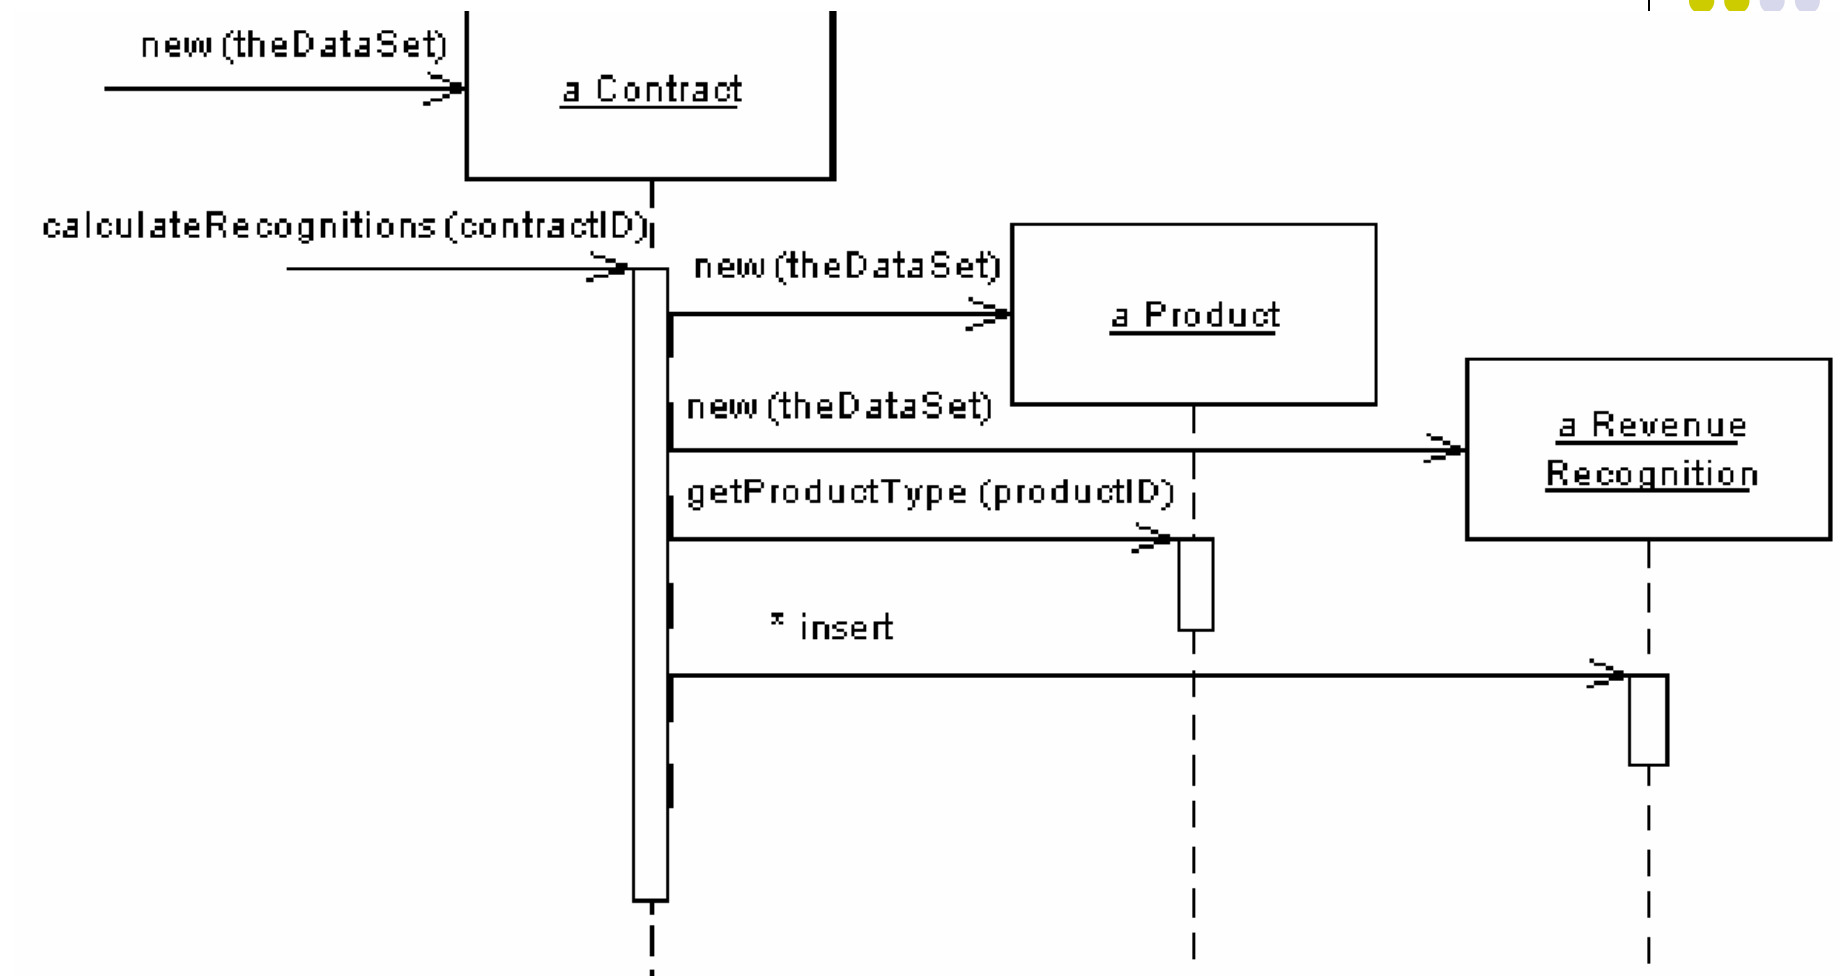 new (theDataSet)
a Contract
calculateRecognitions (contractID)
new (theDataSet)
a Product
new (theDataSet)
a Revenue
Recognition
getProductType (productID)
* insert